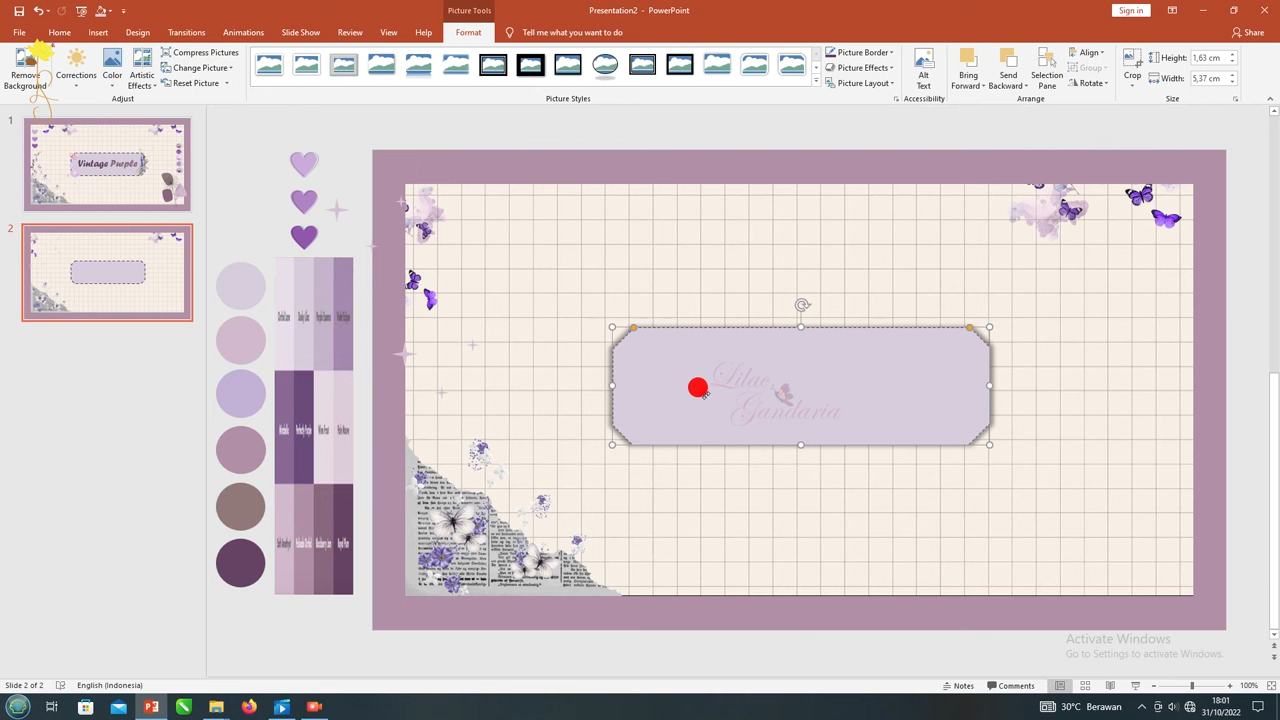 Picture Tools
Presentation2 - PowerPoint
Sign in
File
Home
Insert
Design
Transitions
Animations
Slide Show
Review
View
Help
Format
Tell me what you want to do
Share
Remove Background
Corrections
Color
Artistic Effects
Compress Pictures
Change Picture
Reset Picture
Adjust
Picture Styles
Picture Border
Picture Effects
Picture Layout
Alt Text
Accessibility
Bring Forward
Send Backward
Selection Pane
Align
Group
Rotate
Arrange
Crop
Height: 1,63 cm
Width: 5,37 cm
Size
1
Vintage Purple
2
Lilac
Gandaria
Activate Windows
Go to Settings to activate Windows.
Slide 2 of 2
English (Indonesia)
Notes
Comments
100%
30°C Berawan
18:01
31/10/2022